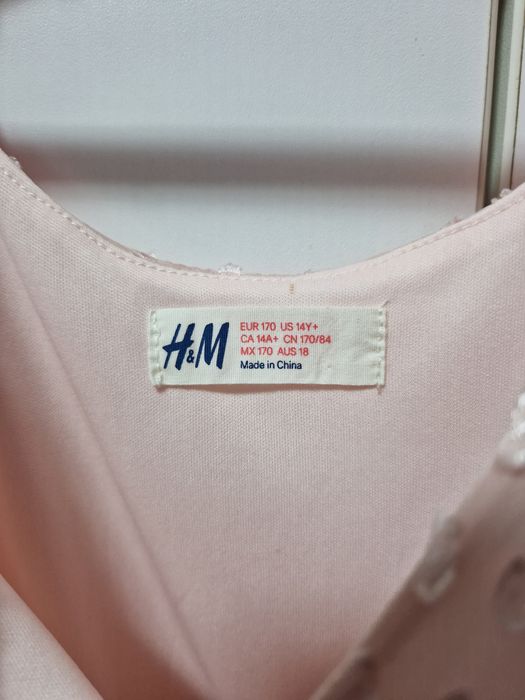 H&M
EUR 170 US 14Y+
CA 14A+ CN 170/84
MX 170 AUS 18
Made in China